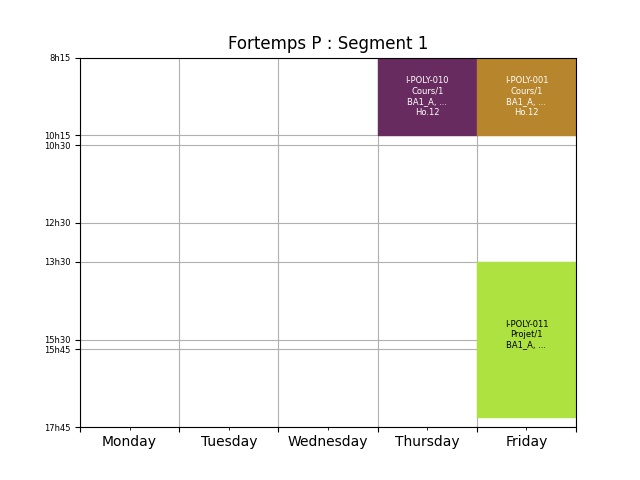 Fortemps P : Segment 1
8h15
I-POLY-010
Cours/1
BA1_A, ...
Ho.12
I-POLY-001
Cours/1
BA1_A, ...
Ho.12
10h15
10h30
12h30
13h30
I-POLY-011
Projet/1
BA1_A, ...
15h30
15h45
17h45
Monday Tuesday Wednesday Thursday Friday